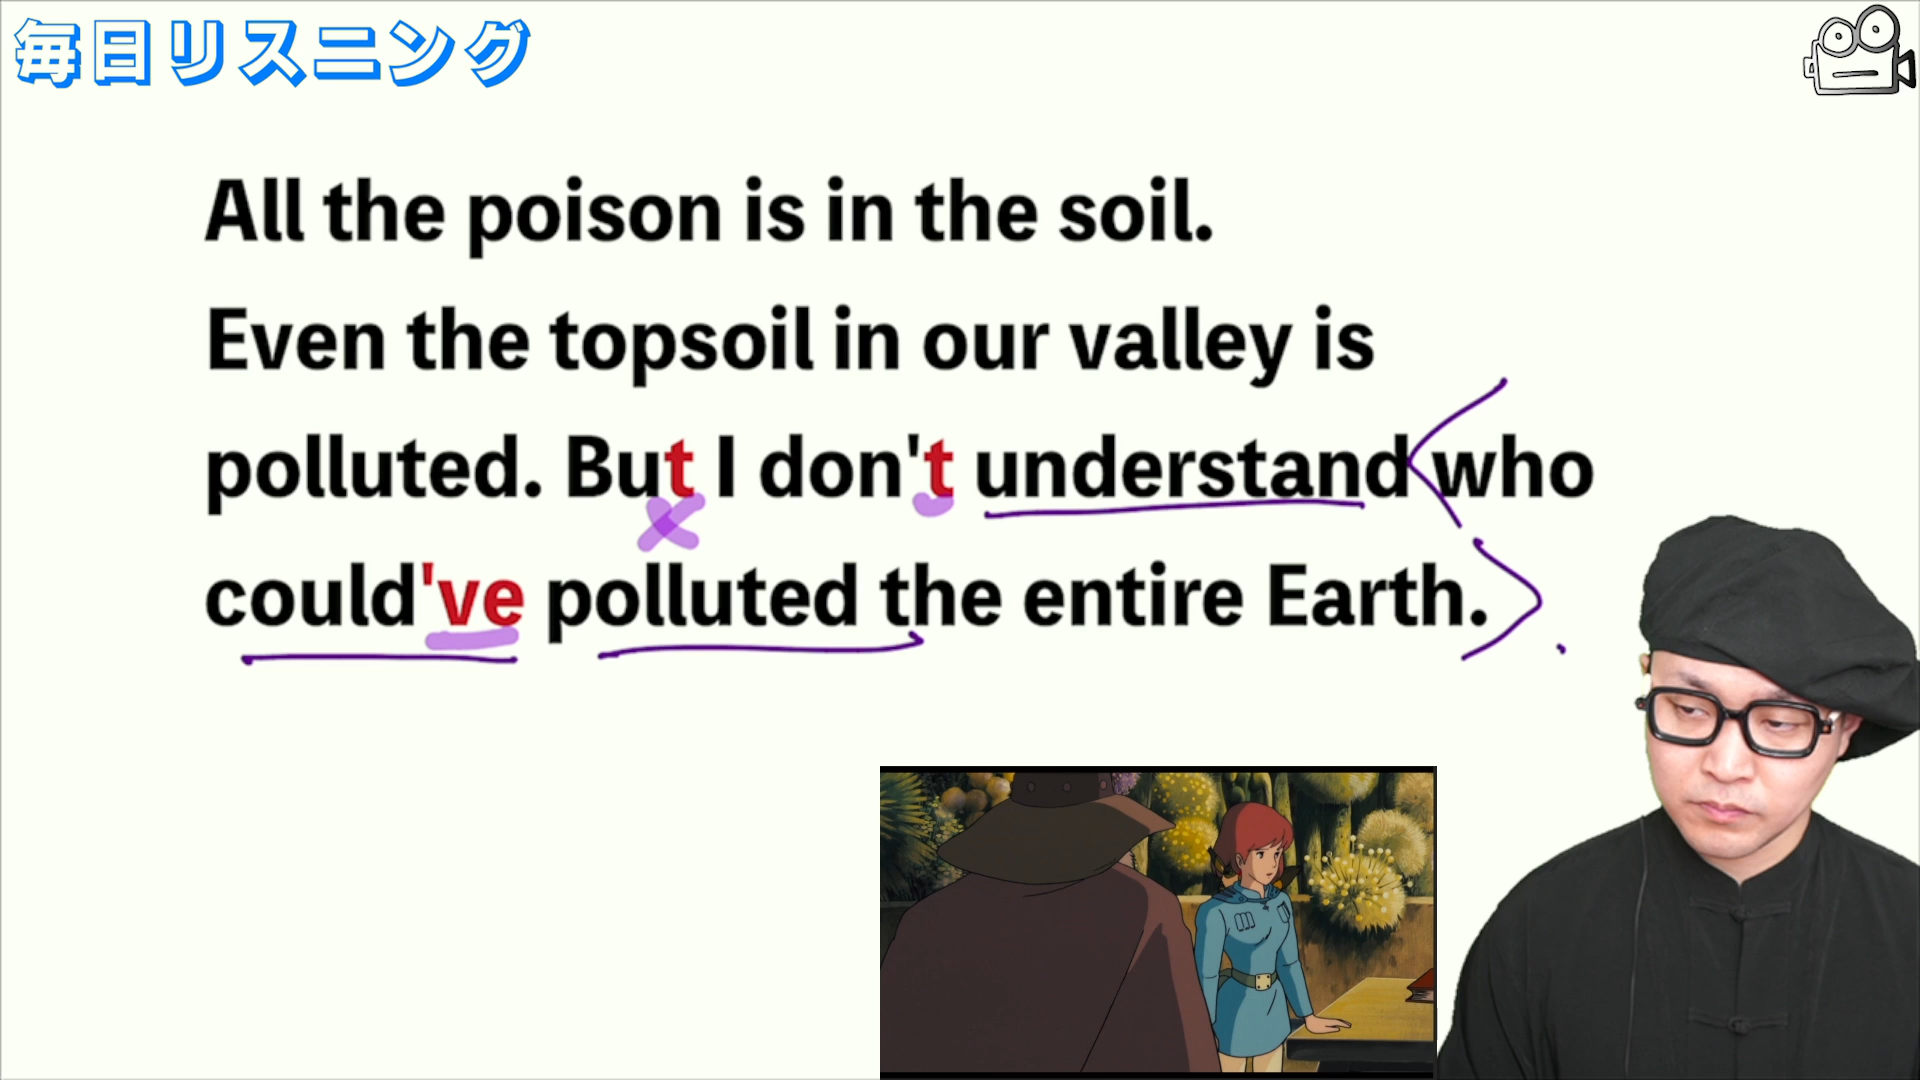 毎日リスニング
All the poison is in the soil.
Even the topsoil in our valley is
polluted. But I don't understand who
could've polluted the entire Earth.